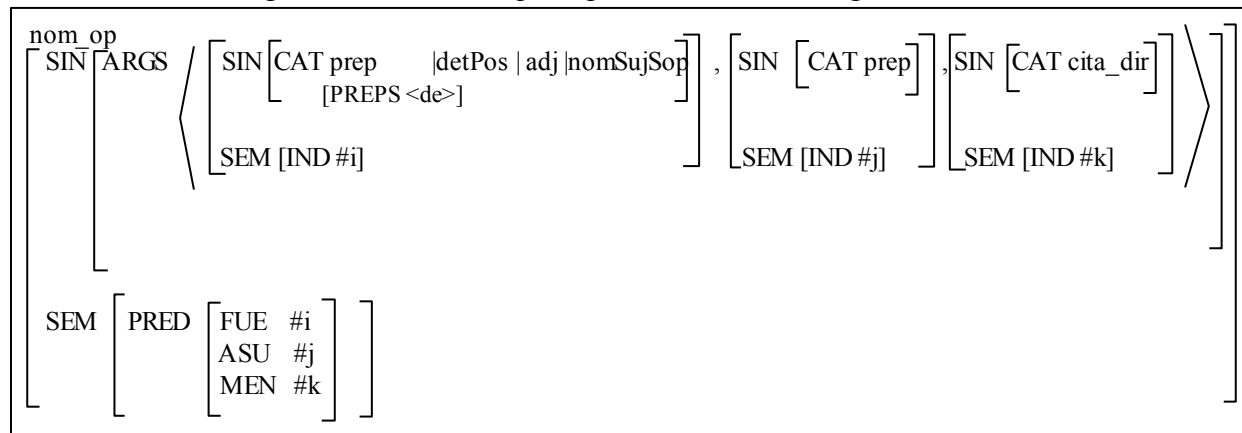 nom_op
SIN ARGS SIN CAT prep |detPos | adj |nomSujSop , SIN CAT prep , SIN CAT cita_dir
[PREPS <de>]
SEM [IND #i] SEM [IND #j] SEM [IND #k]
SEM PRED FUE #i
ASU #j
MEN #k